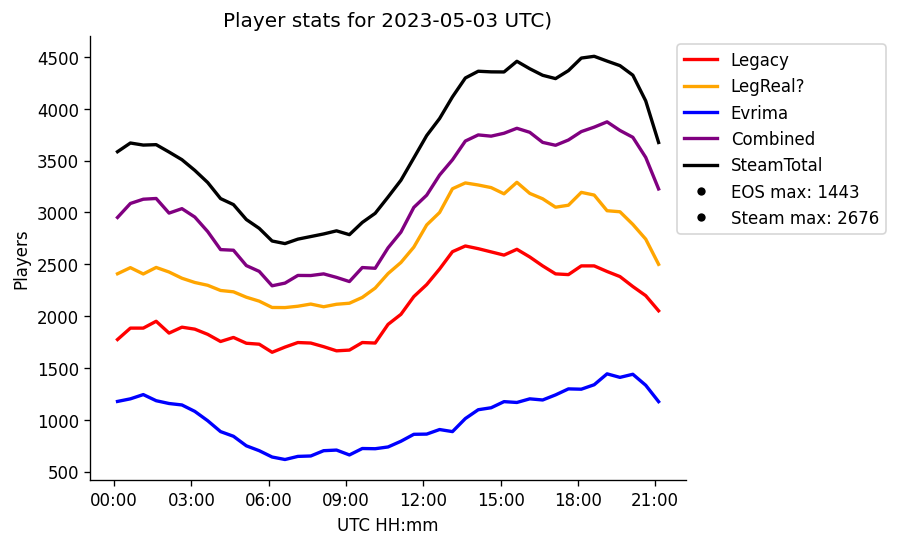 Player stats for 2023-05-03 UTC)
Players
4500
4000
3500
3000
2500
2000
1500
1000
500
00:00 03:00 06:00 09:00 12:00 15:00 18:00 21:00
UTC HH:mm
Legacy
LegReal?
Evrima
Combined
SteamTotal
EOS max: 1443
Steam max: 2676